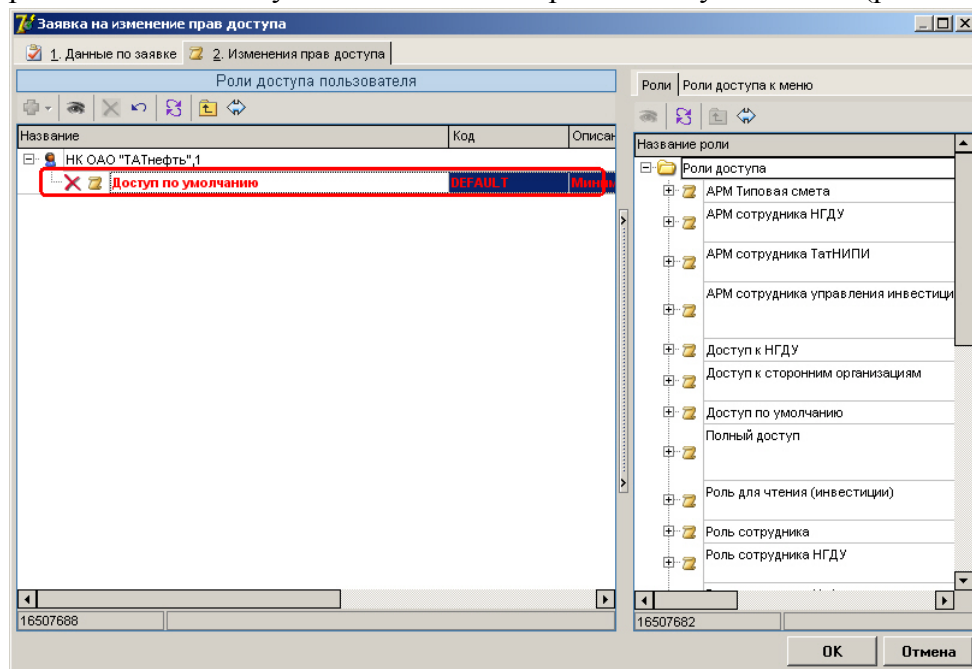 Заявка на изменение прав доступа
1. Данные по заявке 2. Изменения прав доступа
Роли доступа пользователя
Роли Роли доступа к меню
Название Код Описан
Название роли
НК ОАО "ТАТнефть",1
Доступ по умолчанию DEFAULT
Роли доступа
АРМ Типовая смета
АРМ сотрудника НГДУ
АРМ сотрудника ТатНИПИ
АРМ сотрудника управления инвестици
Доступ к НГДУ
Доступ к сторонним организациям
Доступ по умолчанию
Полный доступ
Роль для чтения (инвестиции)
Роль сотрудника
Роль сотрудника НГДУ
16507688
16507682
OK Отмена